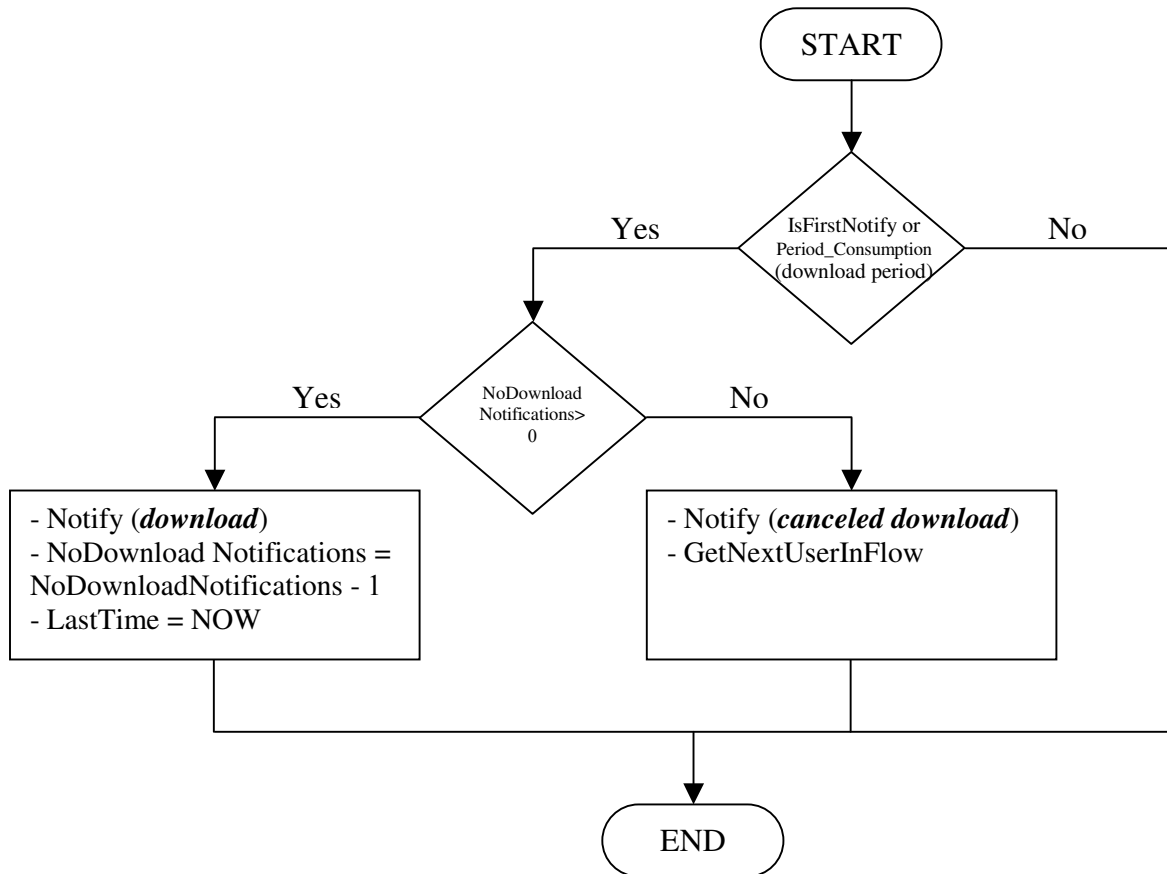 START
IsFirstNotify or
Period_Consumption
(download period)
Yes
No
NoDownload
Notifications>
0
Yes
No
- Notify (download)
- NoDownload Notifications =
NoDownloadNotifications - 1
- LastTime = NOW
- Notify (canceled download)
- GetNextUserInFlow
END